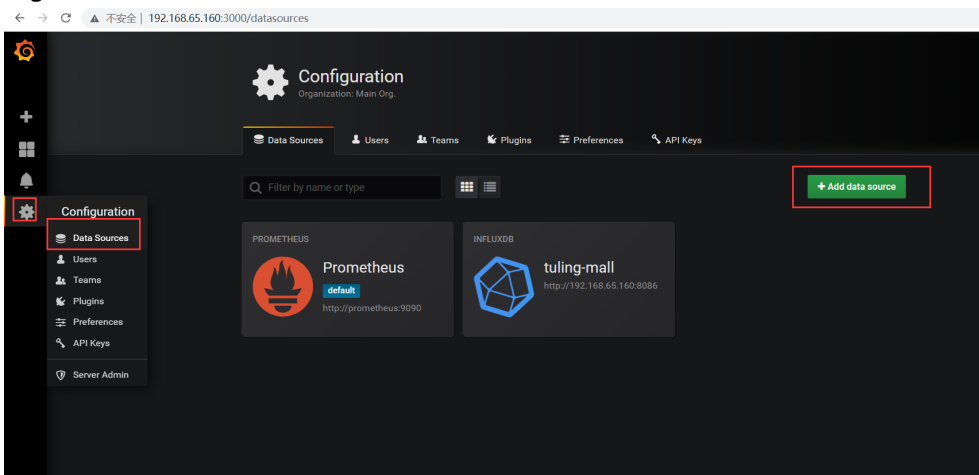 不安全 | 192.168.65.160:3000/datasources
Configuration
Organization: Main Org.
Data Sources Users Teams Plugins Preferences API Keys
Filter by name or type
+ Add data source
Configuration
Data Sources
Users
Teams
Plugins
Preferences
API Keys
Server Admin
PROMETHEUS
Prometheus
default
http://prometheus:9090
INFLUXDB
tuling-mall
http://192.168.65.160:8086